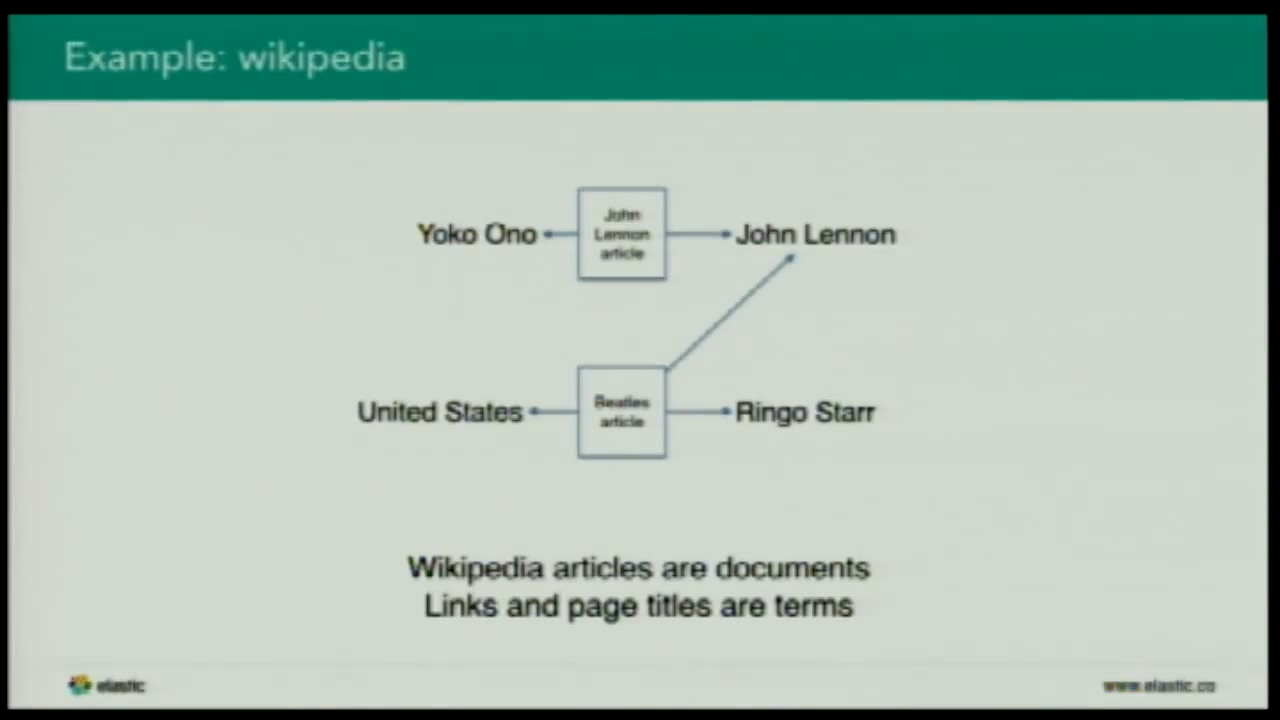 Example: wikipedia
Yoko Ono
John
Lennon
article
John Lennon
United States
Beatles
article
Ringo Starr
Wikipedia articles are documents
Links and page titles are terms
elastic
www.elastic.co